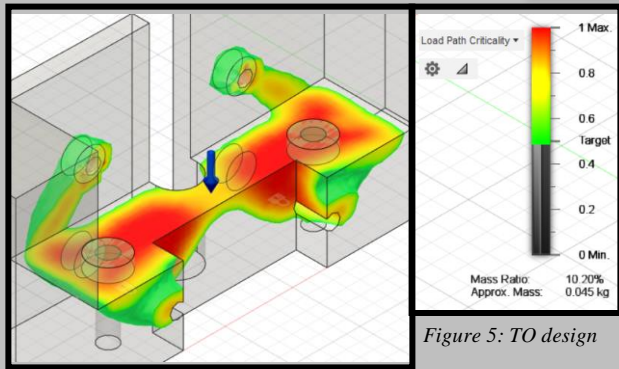 Load Path Criticality
1 Max.
0.8
0.6
Target
0.4
0.2
0 Min.
Mass Ratio: 10.20%
Approx. Mass: 0.045 kg
Figure 5: TO design